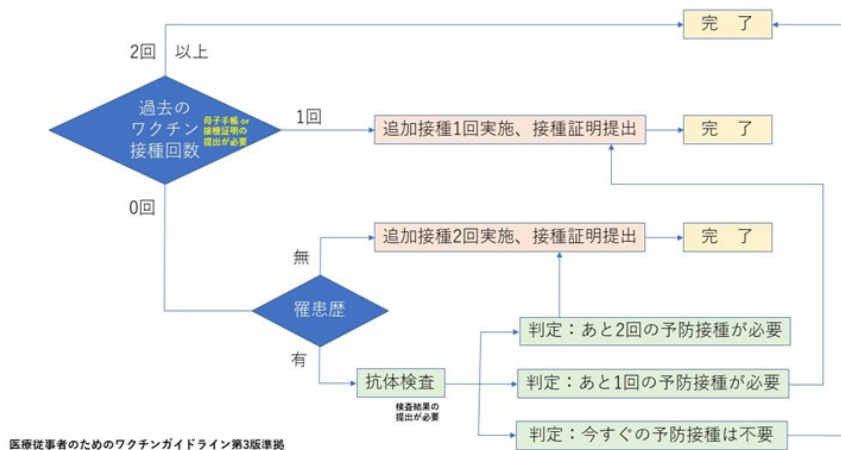 完 了
2回 以上
過去の
ワクチン
接種回数
母子手帳 or
接種証明の
提出が必要
1回
追加接種1回実施、接種証明提出
完 了
0回
追加接種2回実施、接種証明提出
完 了
無
罹患歴
有
判定：あと2回の予防接種が必要
抗体検査
判定：あと1回の予防接種が必要
検査結果の
提出が必要
判定：今すぐの予防接種は不要
医療従事者のためのワクチンガイドライン第3版準拠